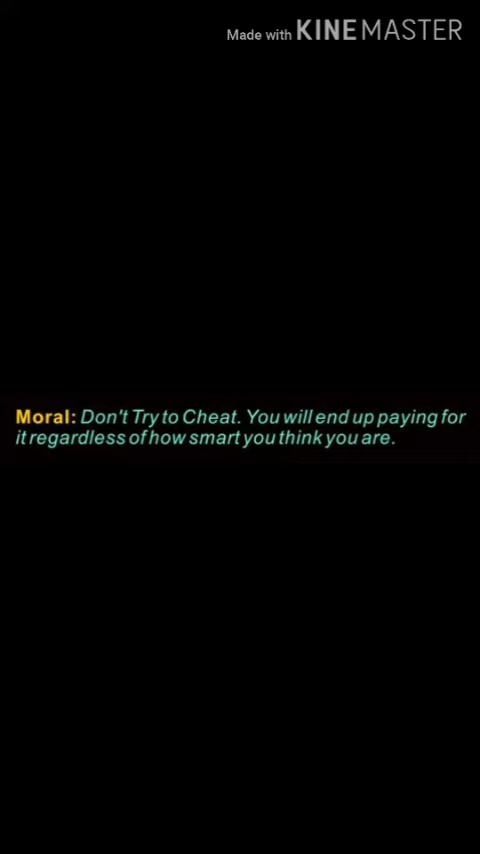 Made with KINEMASTER
Moral: Don't Try to Cheat. You will end up paying for
it regardless of how smart you think you are.